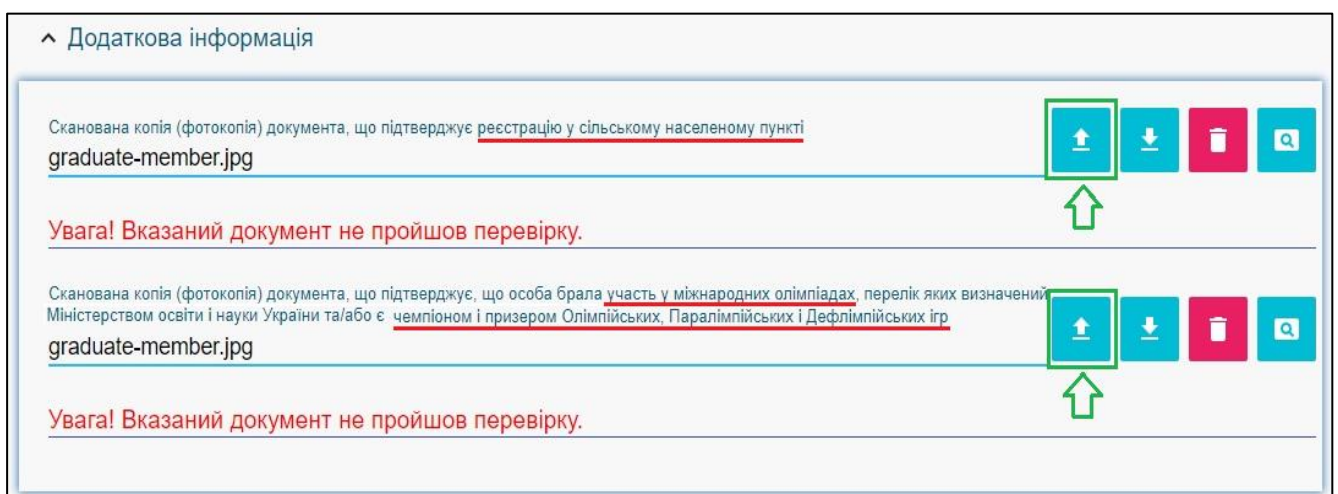 Додаткова інформація
Сканована копія (фотокопія) документа, що підтверджує реєстрацію у сільському населеному пункті
graduate-member.jpg
Увага! Вказаний документ не пройшов перевірку.
Сканована копія (фотокопія) документа, що підтверджує, що особа брала участь у міжнародних олімпіадах, перелік яких визначений
Міністерством освіти і науки України та/або є чемпіоном і призером Олімпійських, Паралімпійських і Дефлімпійських ігр
graduate-member.jpg
Увага! Вказаний документ не пройшов перевірку.